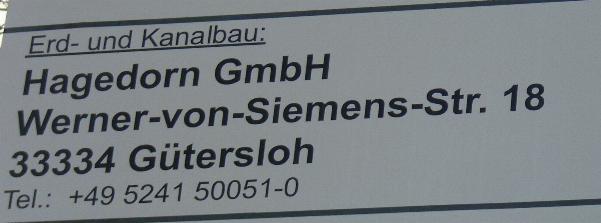 Erd- und Kanalbau:
Hagedorn GmbH
Werner-von-Siemens-Str. 18
33334 Gütersloh
Tel.: +49 5241 50051-0